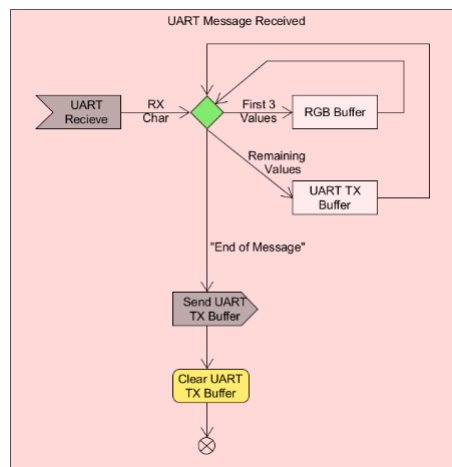 UART Message Received
UART
Recieve
RX
Char
First 3
Values
RGB Buffer
Remaining
Values
UART TX
Buffer
"End of Message"
Send UART
TX Buffer
Clear UART
TX Buffer